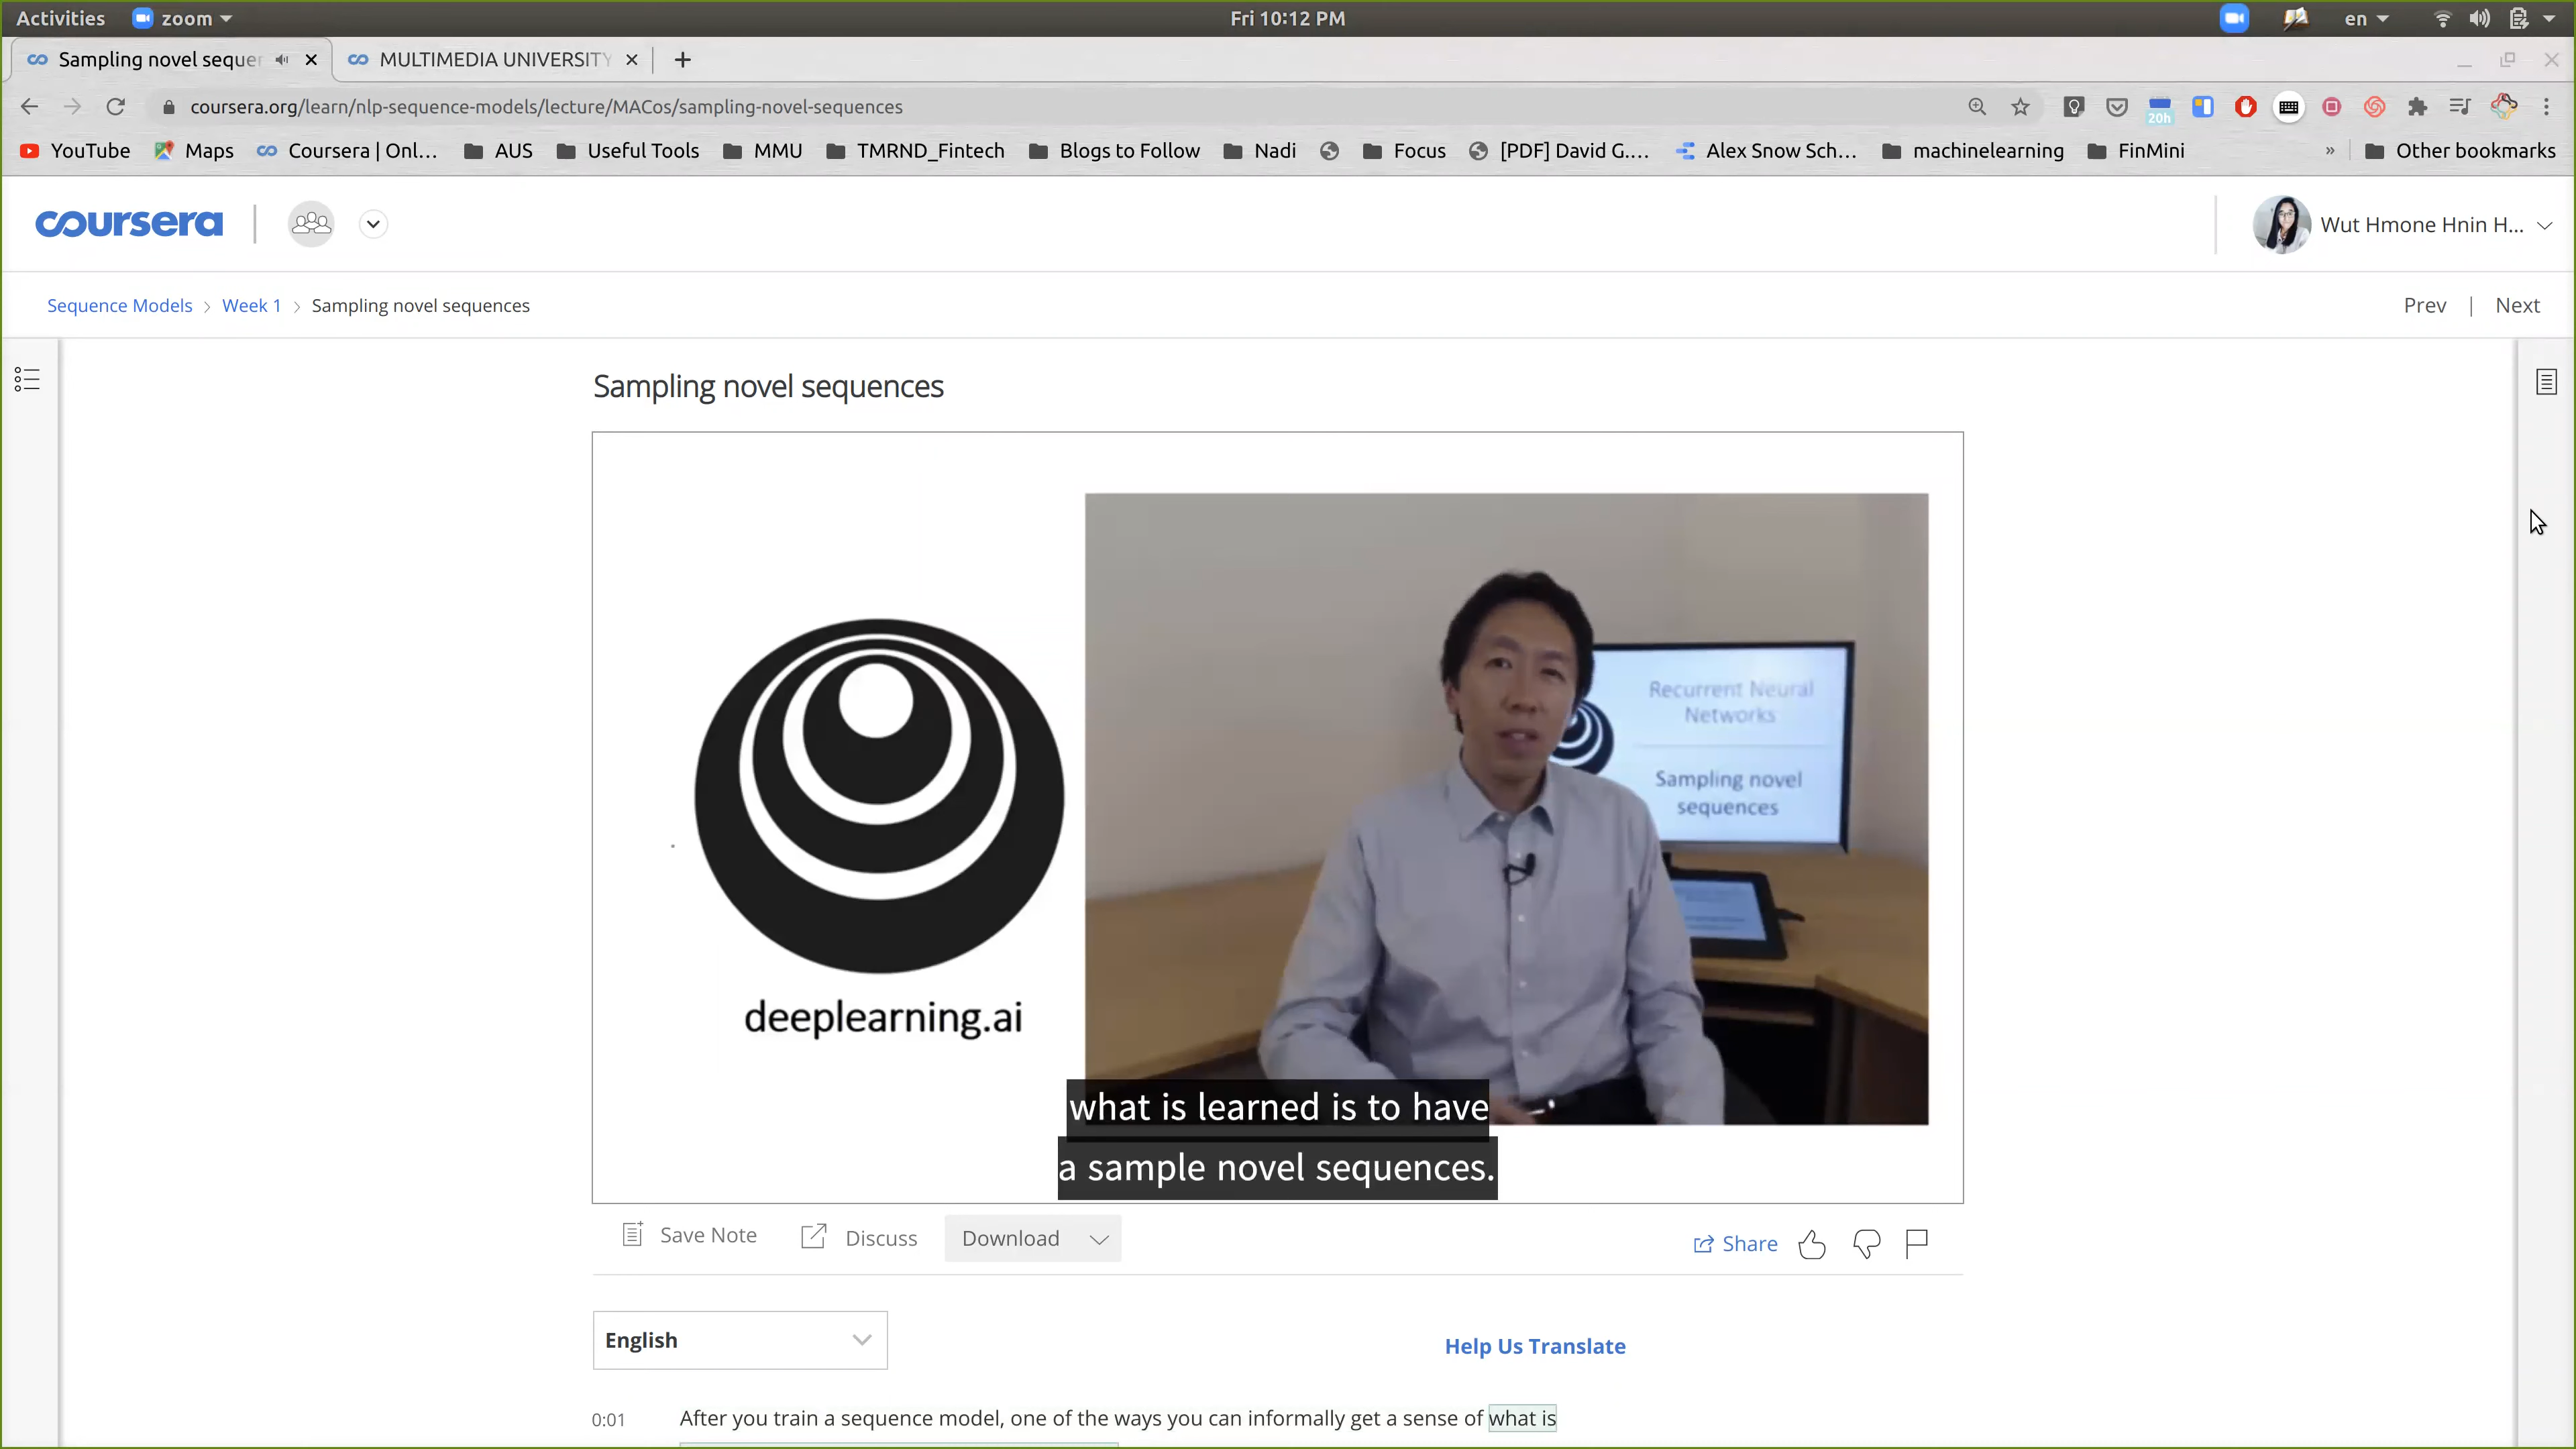 Activities zoom Fri 10:12 PM en
Sampling novel sequen MULTIMEDIA UNIVERSITY
coursera.org/learn/nlp-sequence-models/lecture/MACos/sampling-novel-sequences
20h
YouTube Maps Coursera | Onl... AUS Useful Tools MMU TMRND_Fintech Blogs to Follow Nadi Focus [PDF] David G.... Alex Snow Sch... machinelearning FinMini » Other bookmarks
coursera Wut Hmone Hnin H...
Sequence Models > Week 1 > Sampling novel sequences Prev | Next
Sampling novel sequences
Recurrent Neural
Networks
Sampling novel
sequences
deeplearning.ai
what is learned is to have
a sample novel sequences.
Save Note Discuss Download Share
English Help Us Translate
0:01 After you train a sequence model, one of the ways you can informally get a sense of what is